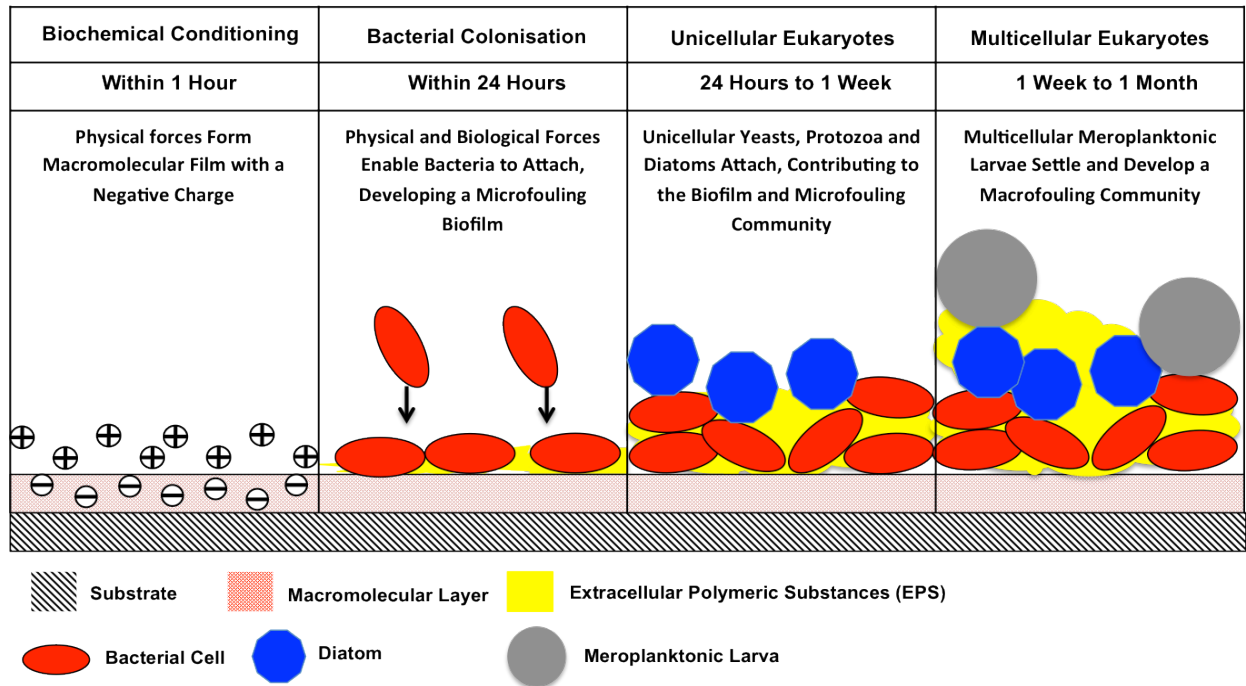 Biochemical Conditioning
Bacterial Colonisation
Unicellular Eukaryotes
Multicellular Eukaryotes
Within 1 Hour
Within 24 Hours
24 Hours to 1 Week
1 Week to 1 Month
Physical forces Form
Macromolecular Film with a
Negative Charge
Physical and Biological Forces
Enable Bacteria to Attach,
Developing a Microfouling
Biofilm
Unicellular Yeasts, Protozoa and
Diatoms Attach, Contributing to
the Biofilm and Microfouling
Community
Multicellular Meroplanktonic
Larvae Settle and Develop a
Macrofouling Community
Substrate
Macromolecular Layer
Extracellular Polymeric Substances (EPS)
Bacterial Cell
Diatom
Meroplanktonic Larva